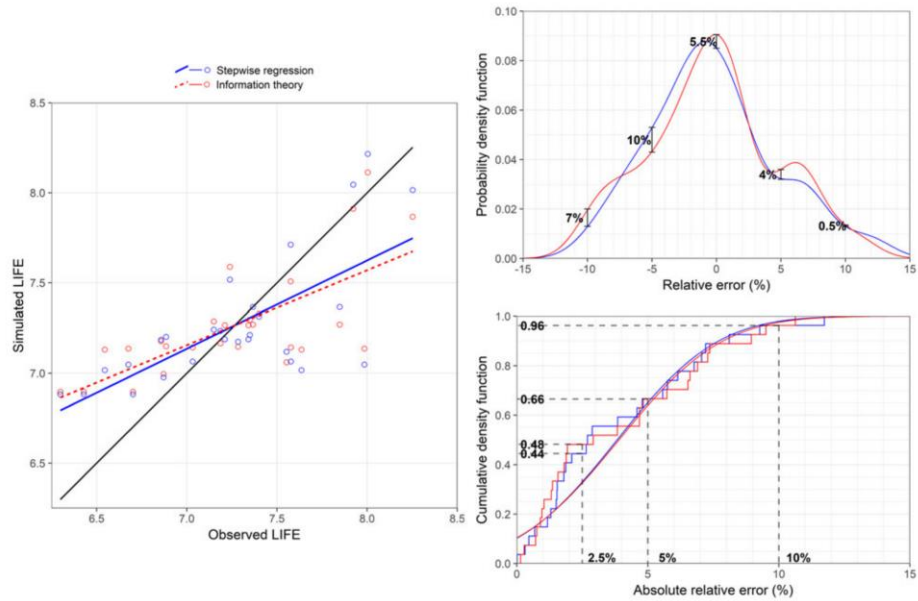 Stepwise regression
Information theory
8.5
8.0
7.5
7.0
6.5
6.5 7.0 7.5 8.0 8.5
Simulated LIFE
Observed LIFE
0.10
0.08
0.06
0.04
0.02
0.00
-15 -10 -5 0 5 10 15
Probability density function
Relative error (%)
7%
10%
5.5%
4%
0.5%
1.0
0.8
0.6
0.4
0.2
0.0
0 5 10 15
Cumulative density function
Absolute relative error (%)
0.96
0.66
0.48
0.44
2.5% 5% 10%